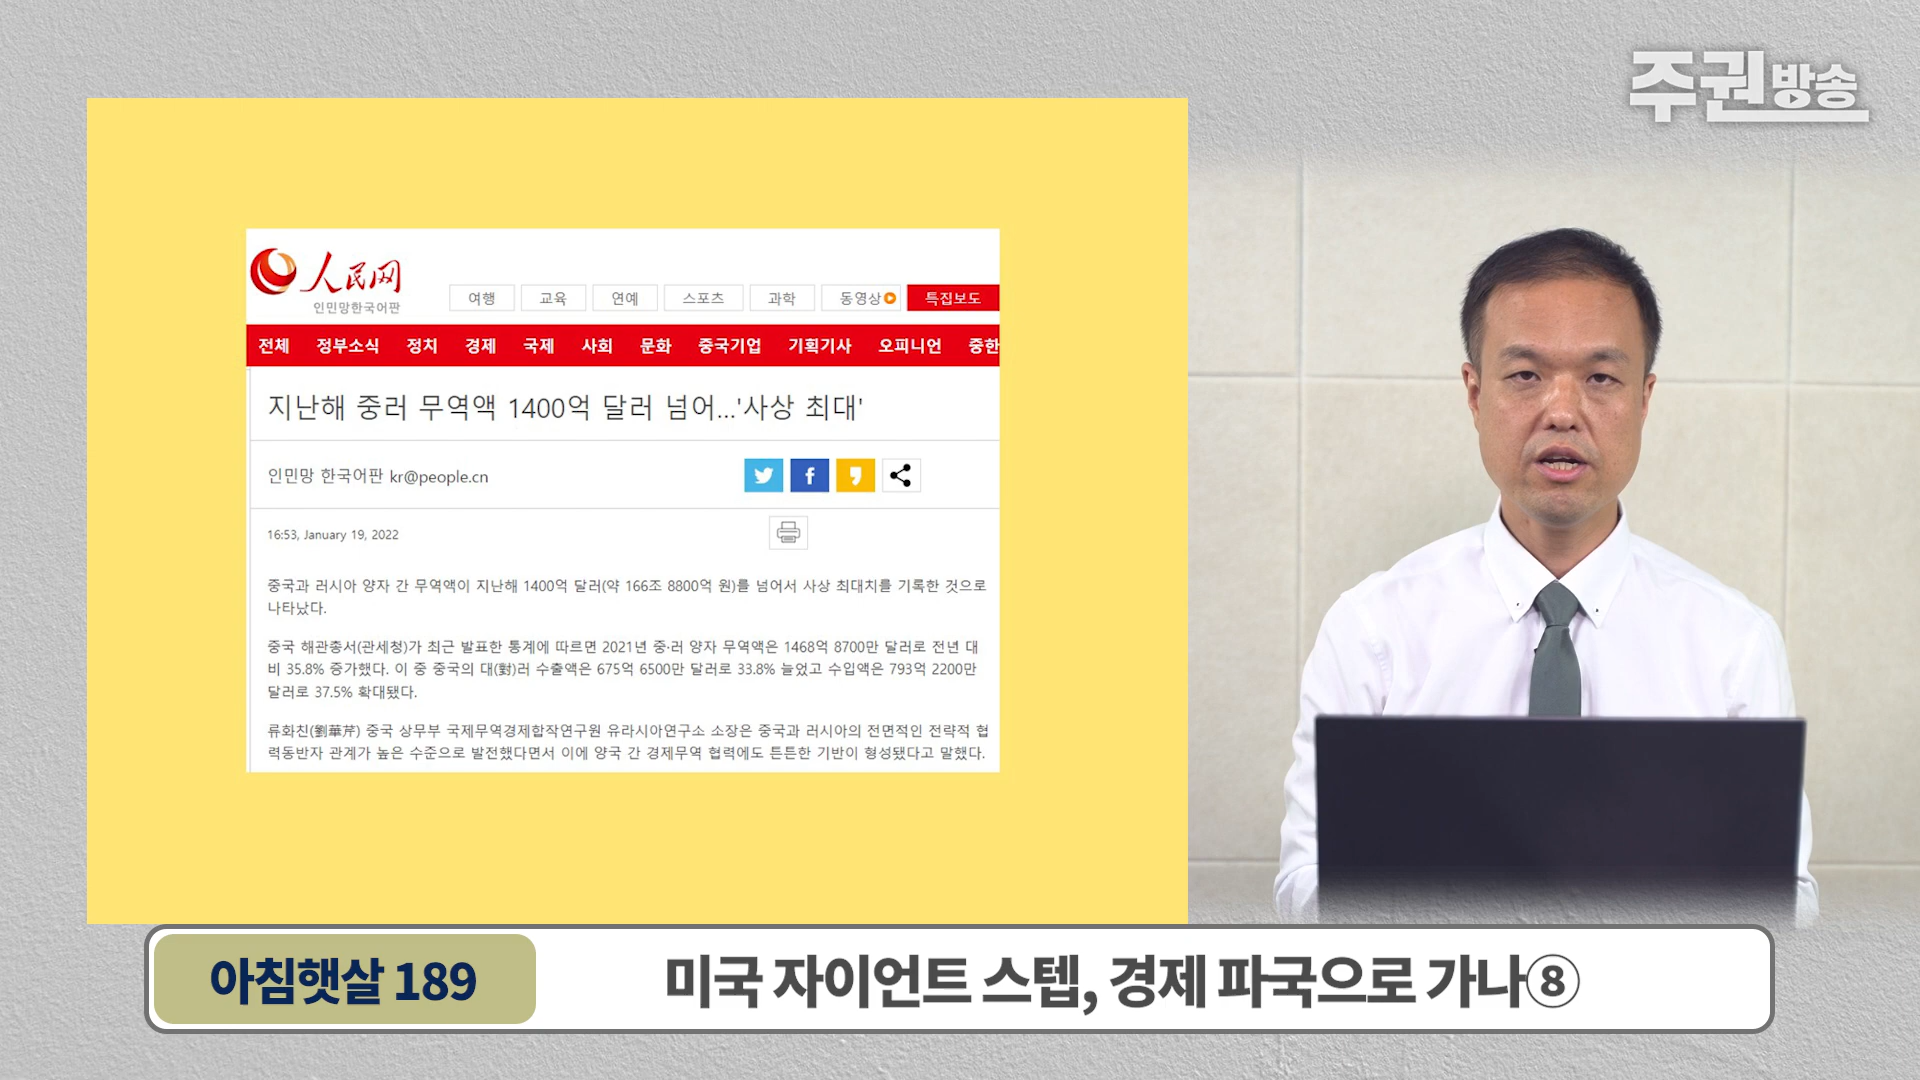 주권방송
人民网
인민망한국어판
여행 교육 연예 스포츠 과학 동영상 특집보도
전체 정부소식 정치 경제 국제 사회 문화 중국기업 기획기사 오피니언 중한
지난해 중러 무역액 1400억 달러 넘어...'사상 최대'
인민망 한국어판 kr@people.cn
16:53, January 19, 2022
중국과 러시아 양자 간 무역액이 지난해 1400억 달러(약 166조 8800억 원)를 넘어서 사상 최대치를 기록한 것으로
나타났다.
중국 해관총서(관세청)가 최근 발표한 통계에 따르면 2021년 중·러 양자 무역액은 1468억 8700만 달러로 전년 대
비 35.8% 증가했다. 이 중 중국의 대(對)러 수출액은 675억 6500만 달러로 33.8% 늘었고 수입액은 793억 2200만
달러로 37.5% 확대됐다.
류화친(劉華芹) 중국 상무부 국제무역경제합작연구원 유라시아연구소 소장은 중국과 러시아의 전면적인 전략적 협
력동반자 관계가 높은 수준으로 발전했다면서 이에 양국 간 경제무역 협력에도 튼튼한 기반이 형성됐다고 말했다.
아침햇살 189
미국 자이언트 스텝, 경제 파국으로 가나⑧